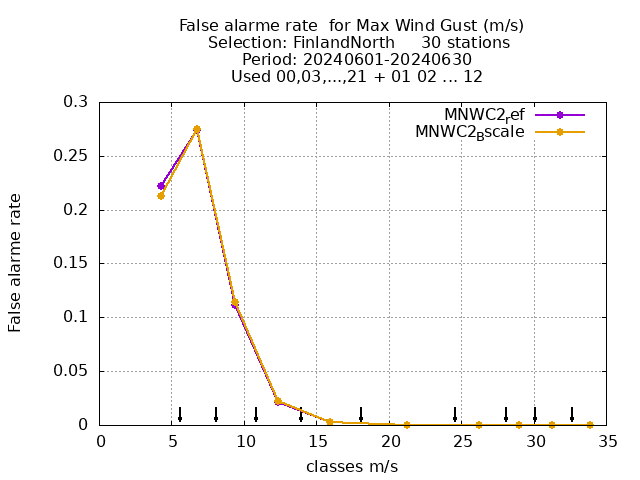 False alarme rate  for Max Wind Gust (m/s)
Selection: FinlandNorth     30 stations
Period: 20240601-20240630
Used 00,03,...,21 + 01 02 ... 12
MNWC2ref
MNWC2Bscale
False alarme rate
0.3
0.25
0.2
0.15
0.1
0.05
0
0 5 10 15 20 25 30 35
classes m/s